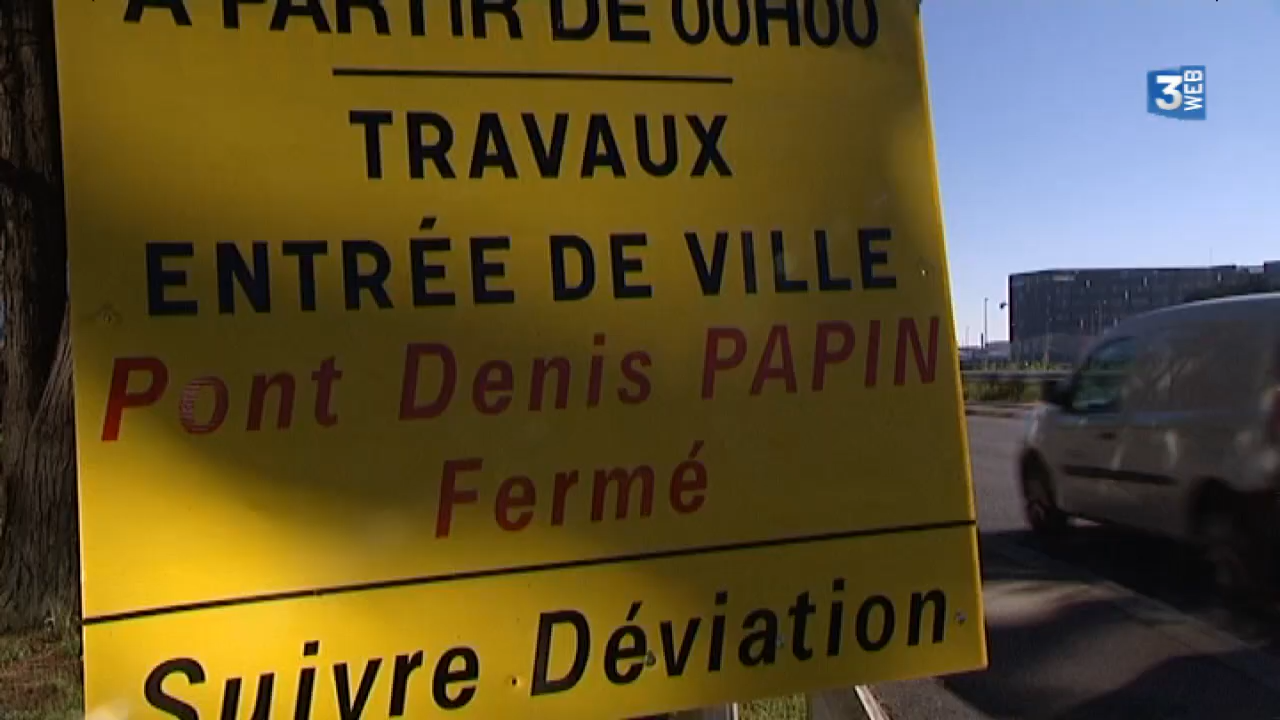 À PARTIR DE 00H00
3 WEB
TRAVAUX
ENTRÉE DE VILLE
Pont Denis PAPIN
Fermé
Suivre Déviation